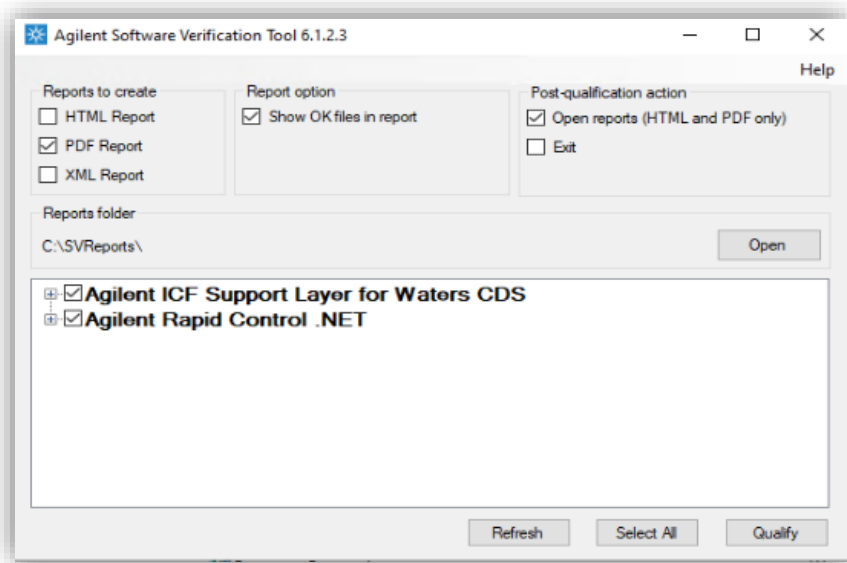 Agilent Software Verification Tool 6.1.2.3
Help
Reports to create
HTML Report
PDF Report
XML Report
Report option
Show OK files in report
Post-qualification action
Open reports (HTML and PDF only)
Exit
Reports folder
C:\SVReports\
Open
Agilent ICF Support Layer for Waters CDS
Agilent Rapid Control .NET
Refresh
Select All
Qualify